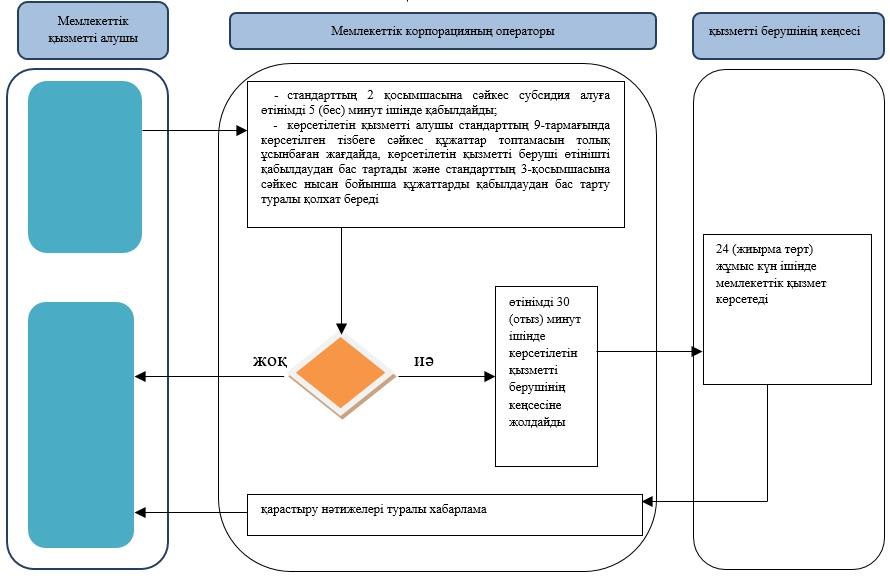 Мемлекеттік
қызметті алушы
Мемлекеттік корпорацияның операторы
қызметті берушінің кеңсесі
- стандарттың 2 қосымшасына сәйкес субсидия алуға
өтінімді 5 (бес) минут ішінде қабылдайды;
- көрсетілетін қызметті алушы стандарттың 9-тармағында
көрсетілген тізбеге сәйкес құжаттар топтамасын толық
ұсынбаған жағдайда, көрсетілетін қызметті беруші өтінішті
қабылдаудан бас тартады және стандарттың 3-қосымшасына
сәйкес нысан бойынша құжаттарды қабылдаудан бас тарту
туралы қолхат береді
24 (жиырма төрт)
жұмыс күн ішінде
мемлекеттік қызмет
көрсетеді
өтінімді 30
(отыз) минут
ішінде
көрсетілетін
қызметті
берушінің
кеңсесіне
жолдайды
жоқ
иә
қарастыру нәтижелері туралы хабарлама